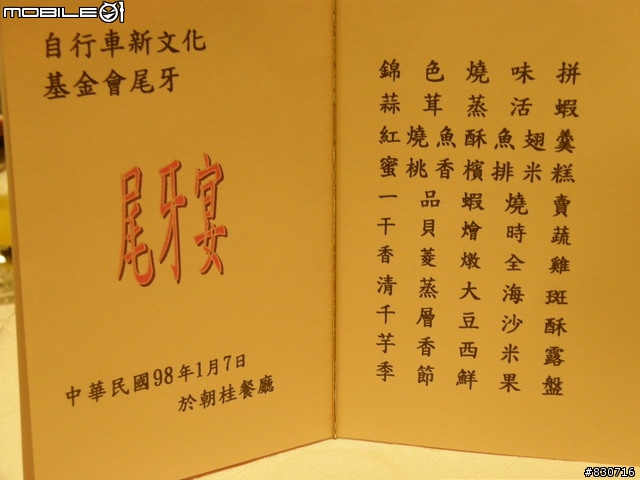 MOBILE01
自行車新文化
基金會尾牙
尾牙宴
中華民國98年1月7日
於朝桂餐廳
錦色燒味拼
蒜茸蒸活蝦
紅燒魚酥魚翅羹
蜜桃香檳排米糕
一品蝦燒賣
干貝燴時蔬
香菱燉全雞
清蒸大海斑
千層豆沙酥
芋香西米露
季節鮮果盤
#830716